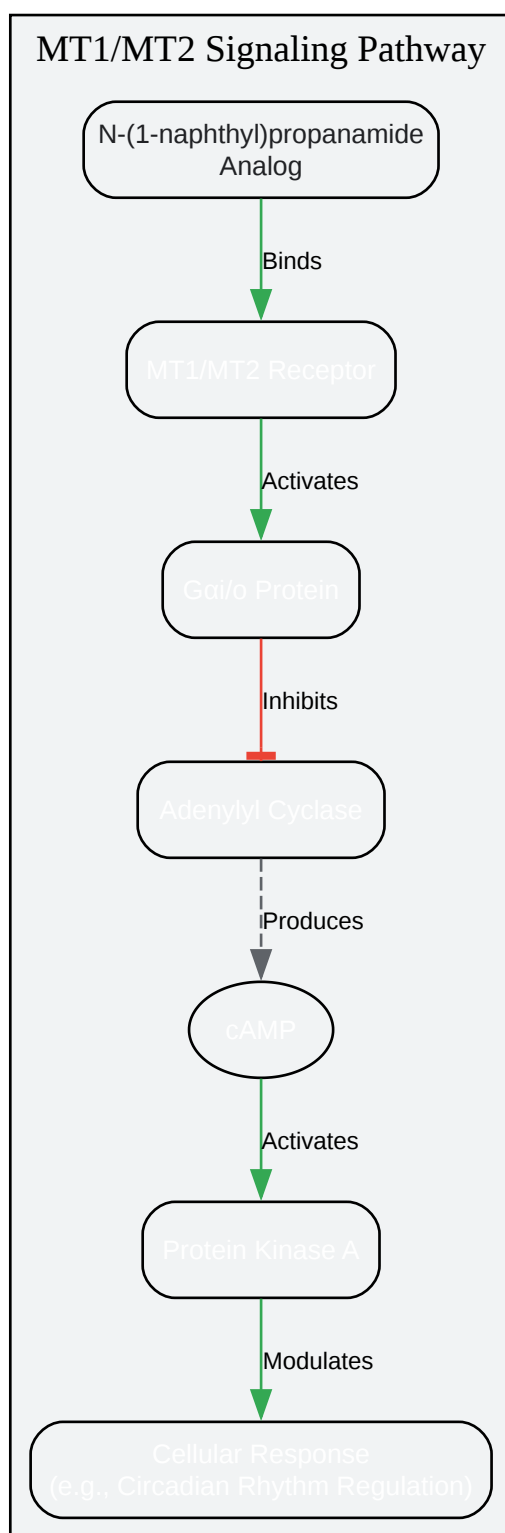 MT1/MT2 Signaling Pathway
N-(1-naphthyl)propanamide
Analog
Binds
MT1/MT2 Receptor
Activates
Gαi/o Protein
Inhibits
Adenylyl Cyclase
Produces
cAMP
Activates
Protein Kinase A
Modulates
Cellular Response
(e.g., Circadian Rhythm Regulation)